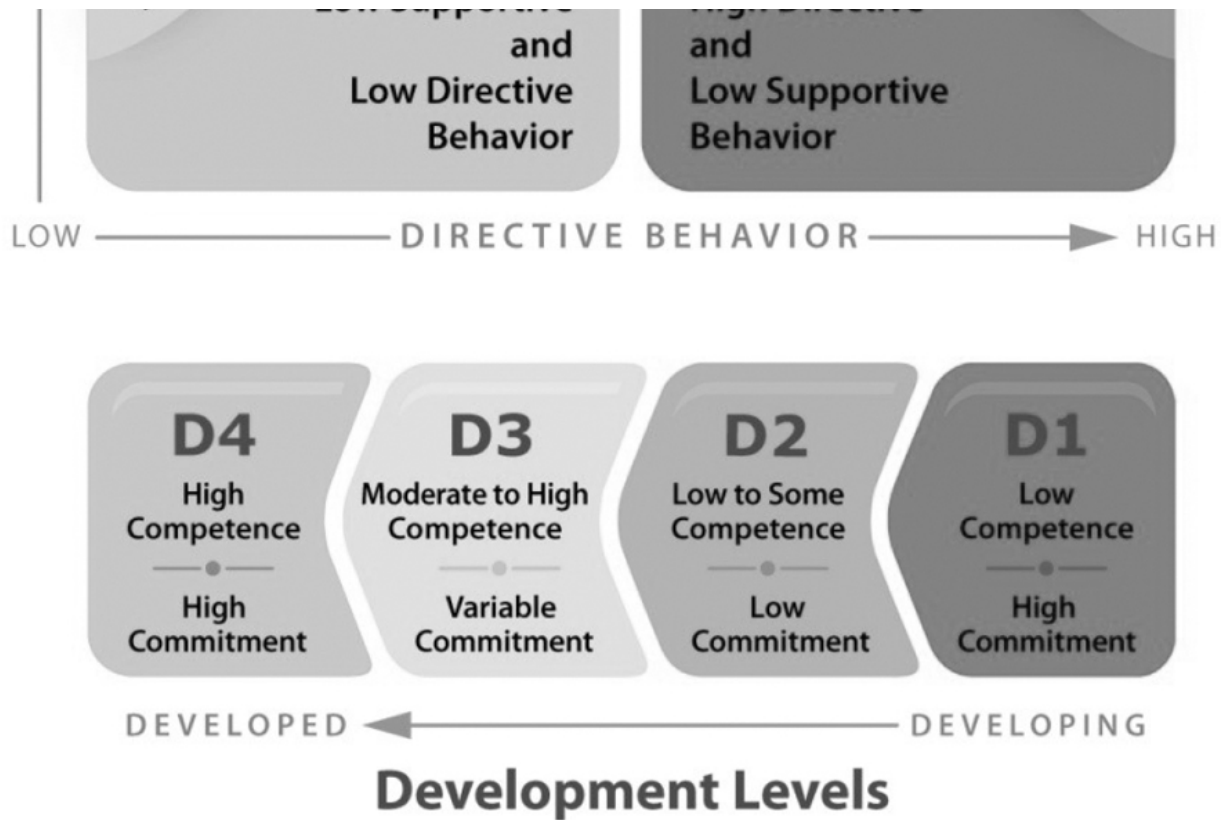 Low Supportive
and
Low Directive
Behavior
High Directive
and
Low Supportive
Behavior
LOW
DIRECTIVE BEHAVIOR
HIGH
D4
High
Competence
High
Commitment
D3
Moderate to High
Competence
Variable
Commitment
D2
Low to Some
Competence
Low
Commitment
D1
Low
Competence
High
Commitment
DEVELOPED
DEVELOPING
Development Levels